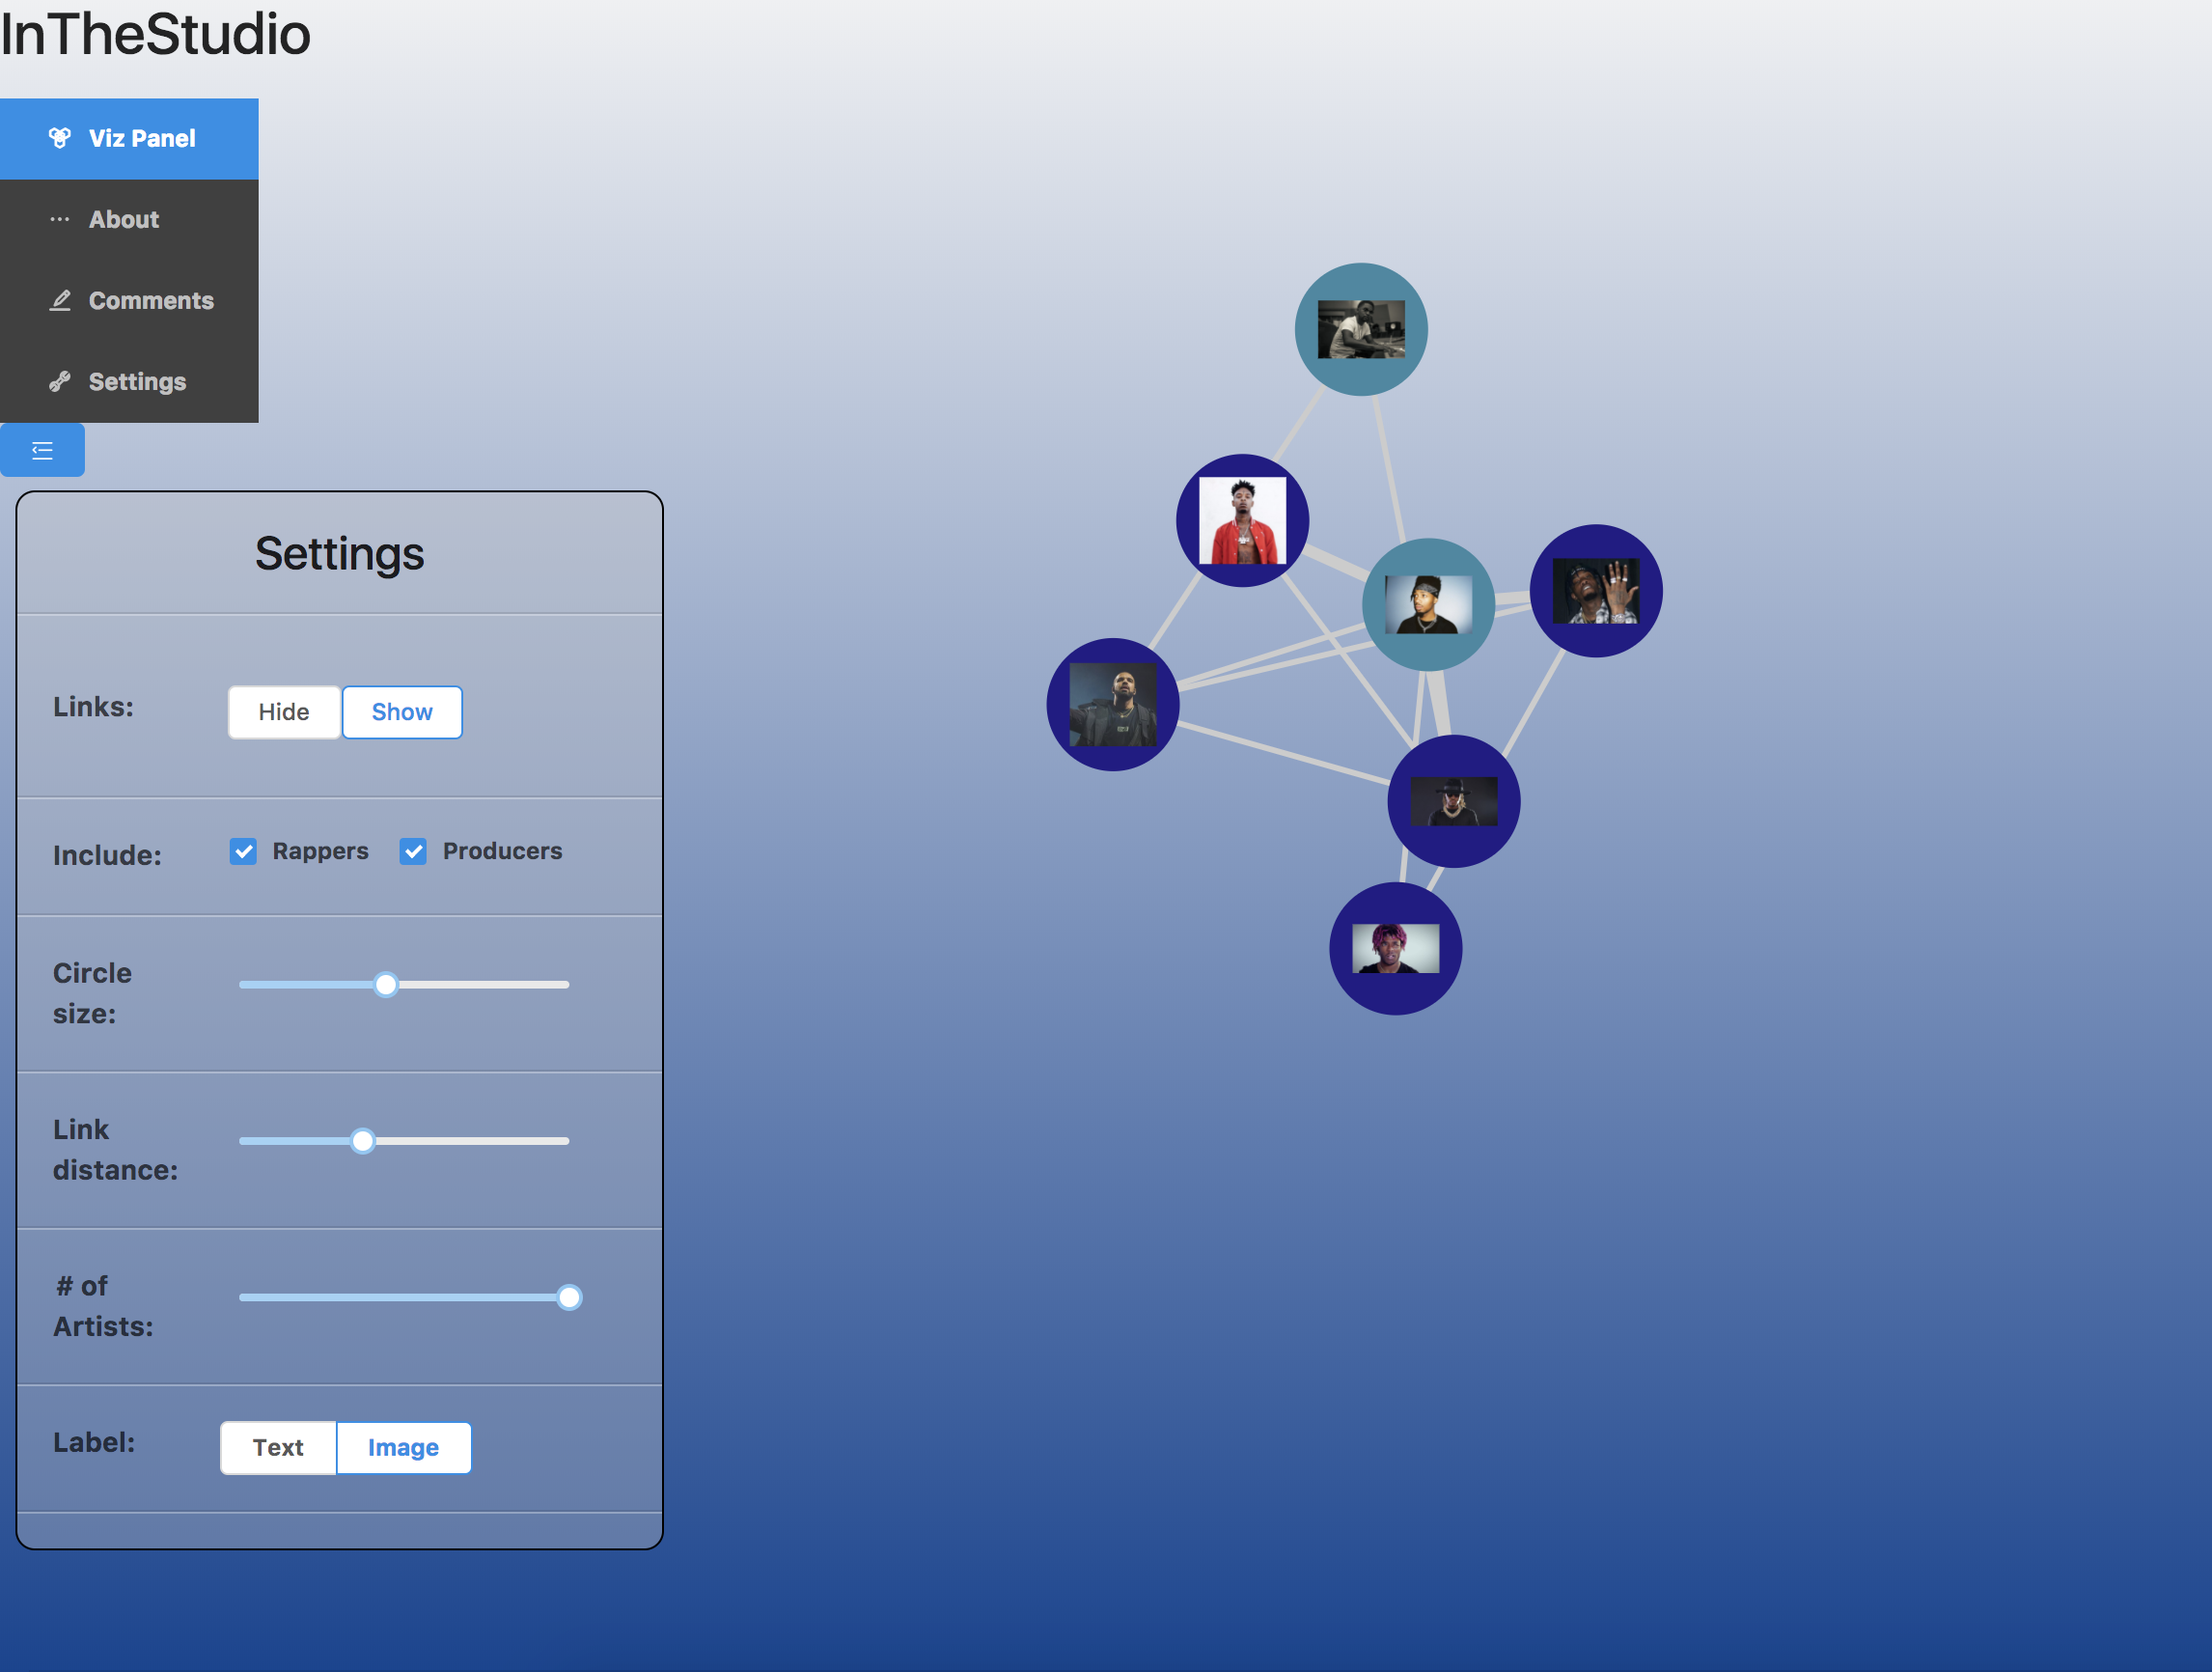 InTheStudio
Viz Panel
About
Comments
Settings
Settings
Links:
Hide Show
Include:
Rappers Producers
Circle
size:
Link
distance:
# of
Artists:
Label:
Text Image